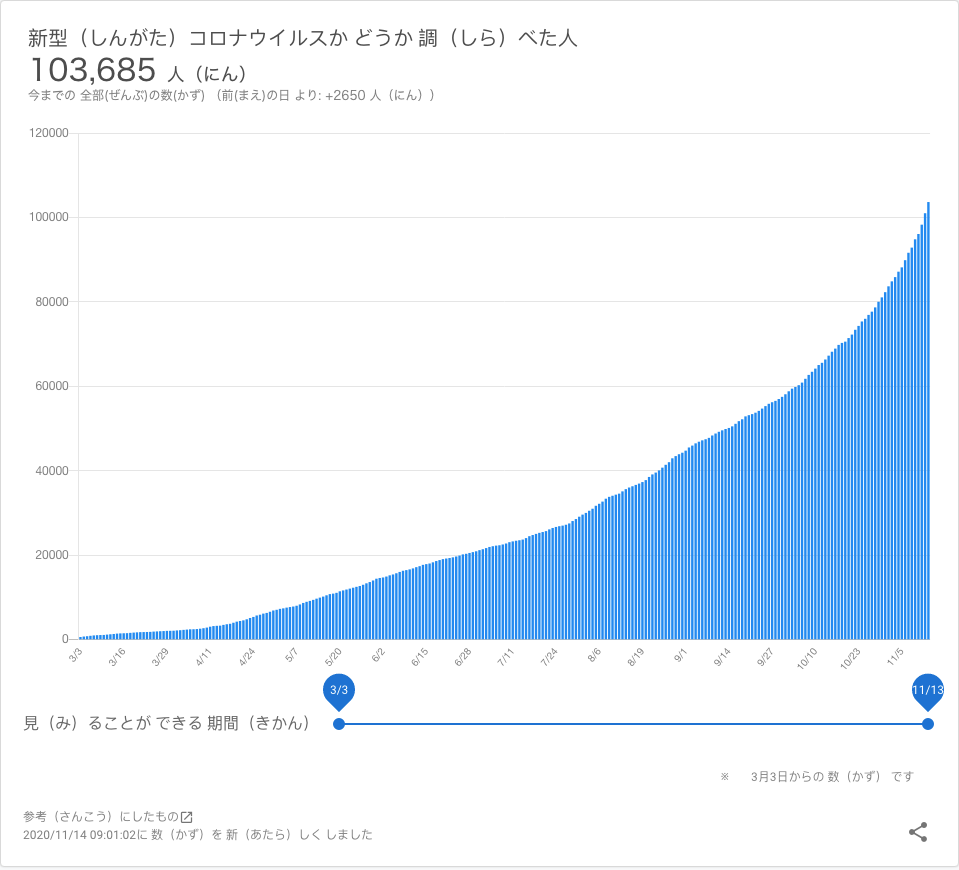 新型（しんがた）コロナウイルスか どうか 調（しら）べた人
103,685 人（にん）
今までの 全部(ぜんぶ)の数(かず) （前(まえ)の日 より: +2650 人（にん））
120000
100000
80000
60000
40000
20000
0
3/3 3/16 3/29 4/11 4/24 5/7 5/20 6/2 6/15 6/28 7/11 7/24 8/6 8/19 9/1 9/14 9/27 10/10 10/23 11/5
3/3 11/13
見（み）ることが できる 期間（きかん）
※ 3月3日からの 数（かず） です
参考（さんこう）にしたもの
2020/11/14 09:01:02に 数（かず）を 新（あたら）しく しました